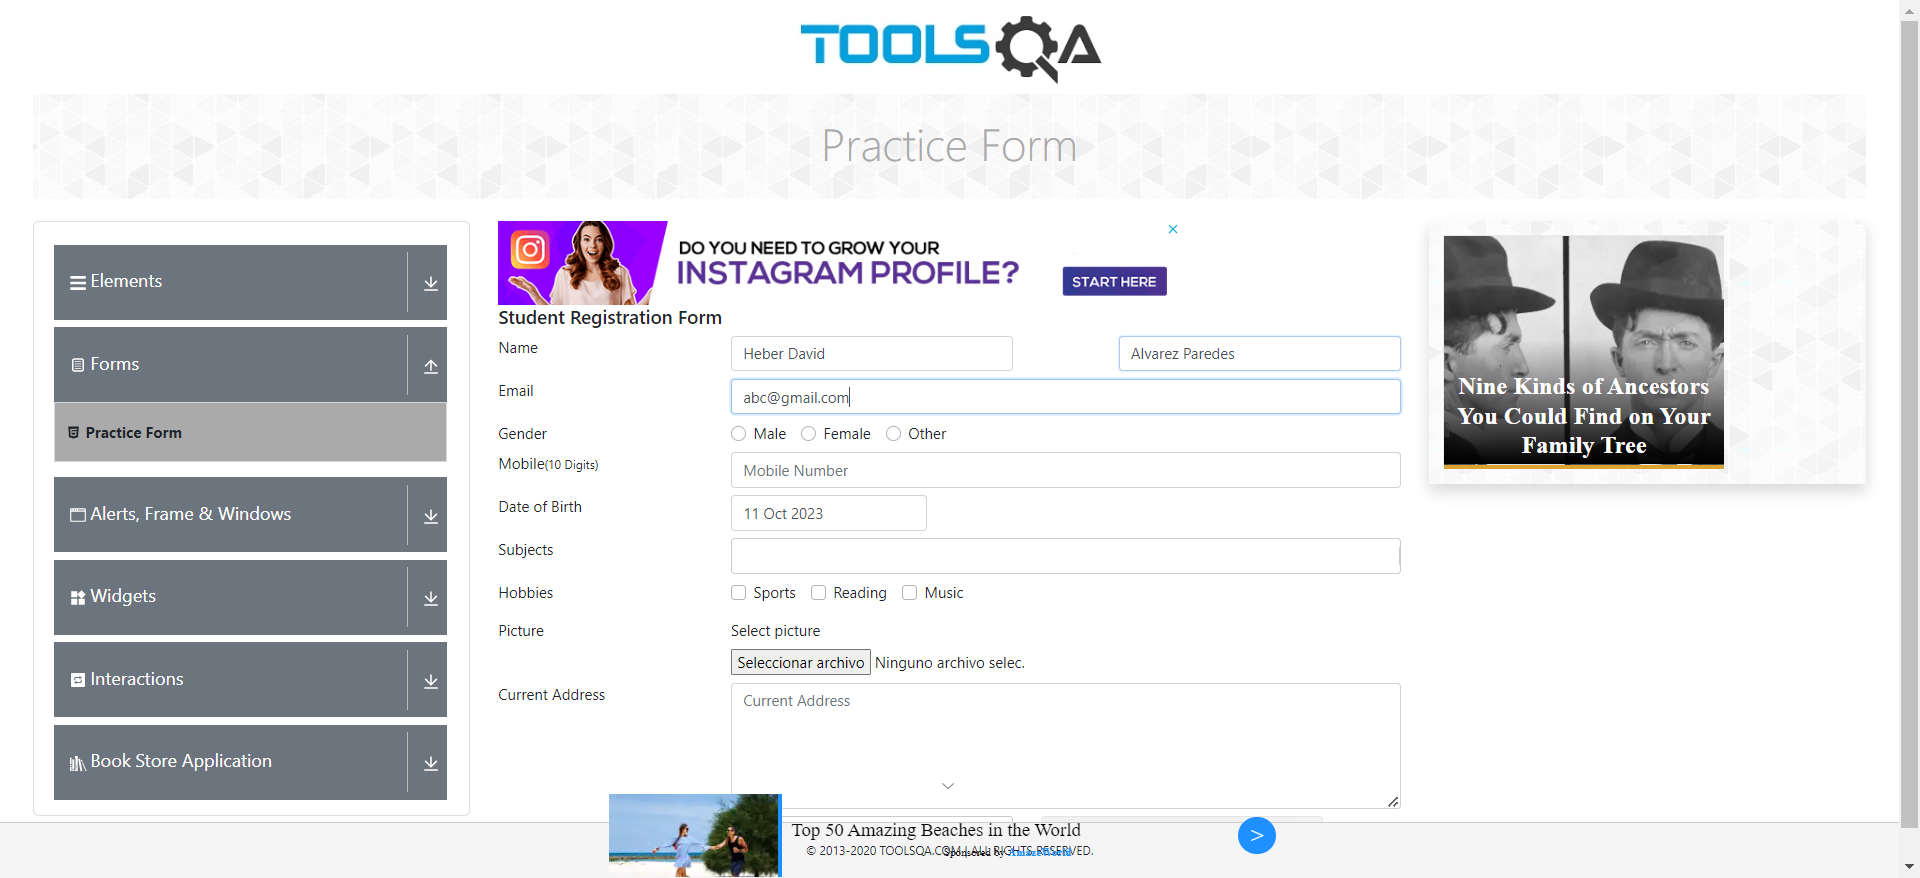 TOOLSQA
Practice Form
Elements
Forms
Practice Form
Alerts, Frame & Windows
Widgets
Interactions
Book Store Application
DO YOU NEED TO GROW YOUR
INSTAGRAM PROFILE?
START HERE
Student Registration Form
Name Heber David Alvarez Paredes
Email abc@gmail.com
Gender Male Female Other
Mobile(10 Digits) Mobile Number
Date of Birth 11 Oct 2023
Subjects
Hobbies Sports Reading Music
Picture Select picture
Seleccionar archivo Ninguno archivo selec.
Current Address Current Address
Nine Kinds of Ancestors
You Could Find on Your
Family Tree
Top 50 Amazing Beaches in the World
© 2013-2020 TOOLSQA.COM | ALL RIGHTS RESERVED.
Sponsored by AmazeWorld